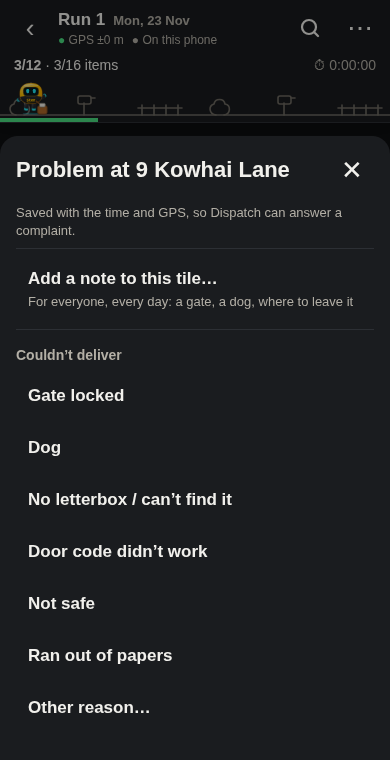 Run 1 Mon, 23 Nov
● GPS ±0 m ● On this phone
3/12 · 3/16 items
0:00:00
Problem at 9 Kowhai Lane
Saved with the time and GPS, so Dispatch can answer a
complaint.
Add a note to this tile…
For everyone, every day: a gate, a dog, where to leave it
Couldn’t deliver
Gate locked
Dog
No letterbox / can’t find it
Door code didn’t work
Not safe
Ran out of papers
Other reason…